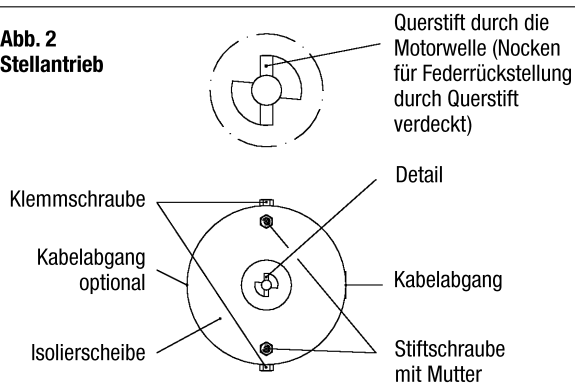 Abb. 2
Stellantrieb
Querstift durch die
Motorwelle (Nocken
für Federrückstellung
durch Querstift
verdeckt)
Detail
Klemmschraube
Kabelabgang
optional
Kabelabgang
Isolierscheibe
Stiftschraube
mit Mutter